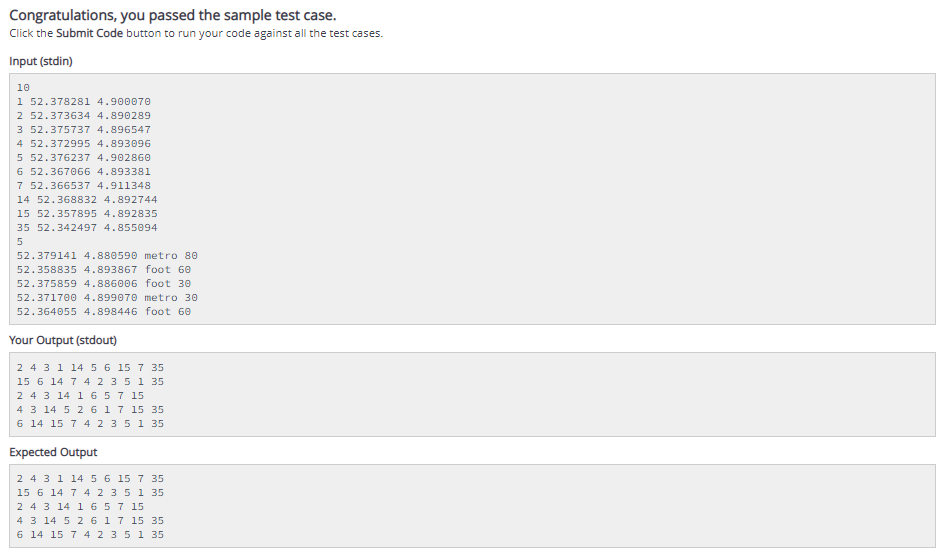 Congratulations, you passed the sample test case.
Click the Submit Code button to run your code against all the test cases.
Input (stdin)
10
1 52.378281 4.900070
2 52.373634 4.890289
3 52.375737 4.896547
4 52.372995 4.893096
5 52.376237 4.902860
6 52.367066 4.893381
7 52.366537 4.911348
14 52.368832 4.892744
15 52.357895 4.892835
35 52.342497 4.855094
5
52.379141 4.880590 metro 80
52.358835 4.893867 foot 60
52.375859 4.886006 foot 30
52.371700 4.899070 metro 30
52.364055 4.898446 foot 60
Your Output (stdout)
2 4 3 1 14 5 6 15 7 35
15 6 14 7 4 2 3 5 1 35
2 4 3 14 1 6 5 7 15
4 3 14 5 2 6 1 7 15 35
6 14 15 7 4 2 3 5 1 35
Expected Output
2 4 3 1 14 5 6 15 7 35
15 6 14 7 4 2 3 5 1 35
2 4 3 14 1 6 5 7 15
4 3 14 5 2 6 1 7 15 35
6 14 15 7 4 2 3 5 1 35